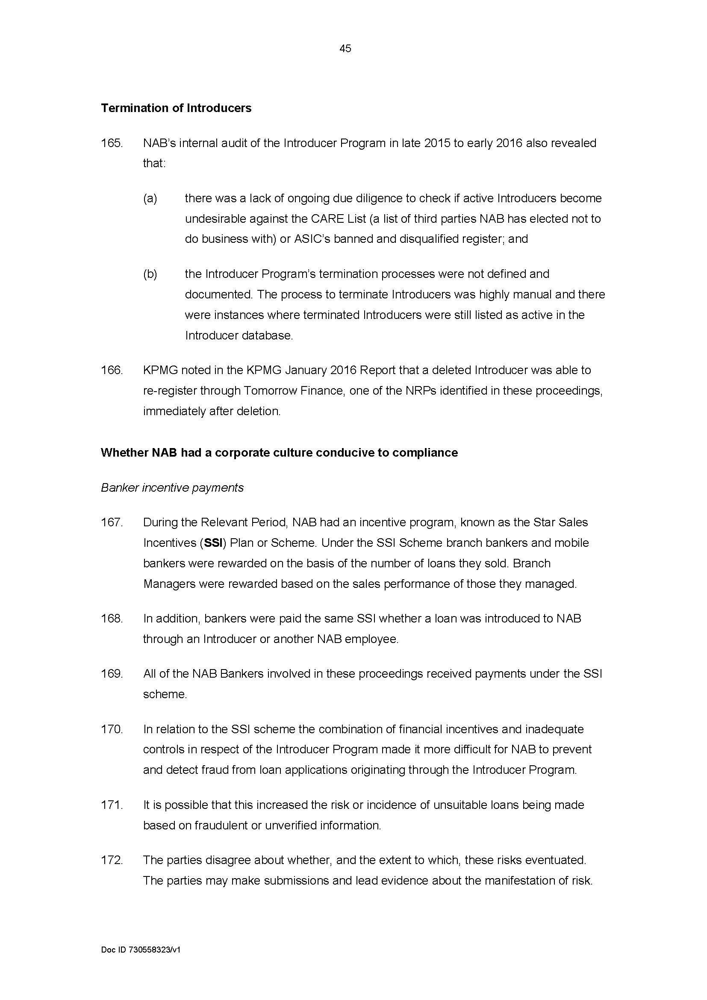 45
Termination of Introducers
165. NAB's internal audit of the Introducer Program in late 2015 to early 2016 also revealed
that:
(a) there was a lack of ongoing due diligence to check if active Introducers become
undesirable against the CARE List (a list of third parties NAB has elected not to
do business with) or ASIC's banned and disqualified register; and
(b) the Introducer Program's termination processes were not defined and
documented. The process to terminate Introducers was highly manual and there
were instances where terminated Introducers were still listed as active in the
Introducer database.
166. KPMG noted in the KPMG January 2016 Report that a deleted Introducer was able to
re-register through Tomorrow Finance, one of the NRPs identified in these proceedings,
immediately after deletion.
Whether NAB had a corporate culture conducive to compliance
Banker incentive payments
167. During the Relevant Period, NAB had an incentive program, known as the Star Sales
Incentives (SSI) Plan or Scheme. Under the SSI Scheme branch bankers and mobile
bankers were rewarded on the basis of the number of loans they sold. Branch
Managers were rewarded based on the sales performance of those they managed.
168. In addition, bankers were paid the same SSI whether a loan was introduced to NAB
through an Introducer or another NAB employee.
169. All of the NAB Bankers involved in these proceedings received payments under the SSI
scheme.
170. In relation to the SSI scheme the combination of financial incentives and inadequate
controls in respect of the Introducer Program made it more difficult for NAB to prevent
and detect fraud from loan applications originating through the Introducer Program.
171. It is possible that this increased the risk or incidence of unsuitable loans being made
based on fraudulent or unverified information.
172. The parties disagree about whether, and the extent to which, these risks eventuated.
The parties may make submissions and lead evidence about the manifestation of risk.
Doc ID 730558323/v1